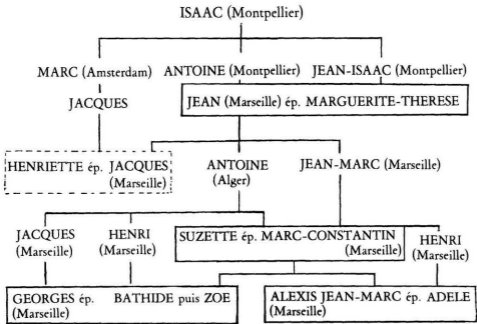 ISAAC (Montpellier)
MARC (Amsterdam) ANTOINE (Montpellier) JEAN-ISAAC (Montpellier)
JACQUES
JEAN (Marseille) ép. MARGUERITE-THERESE
HENRIETTE ép. JACQUES
(Marseille)
ANTOINE
(Alger)
JEAN-MARC (Marseille)
JACQUES
(Marseille)
HENRI
(Marseille)
SUZETTE ép. MARC-CONSTANTIN
(Marseille)
HENRI
(Marseille)
GEORGES ép. BATHIDE puis ZOE
(Marseille)
ALEXIS JEAN-MARC ép. ADELE
(Marseille)